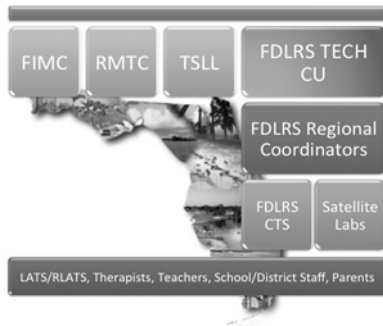 FIMC
RMTC
TSLL
FDLRS TECH
CU
FDLRS Regional
Coordinators
FDLRS
CTS
Satellite
Labs
LATS/RLATS, Therapists, Teachers, School/District Staff, Parents